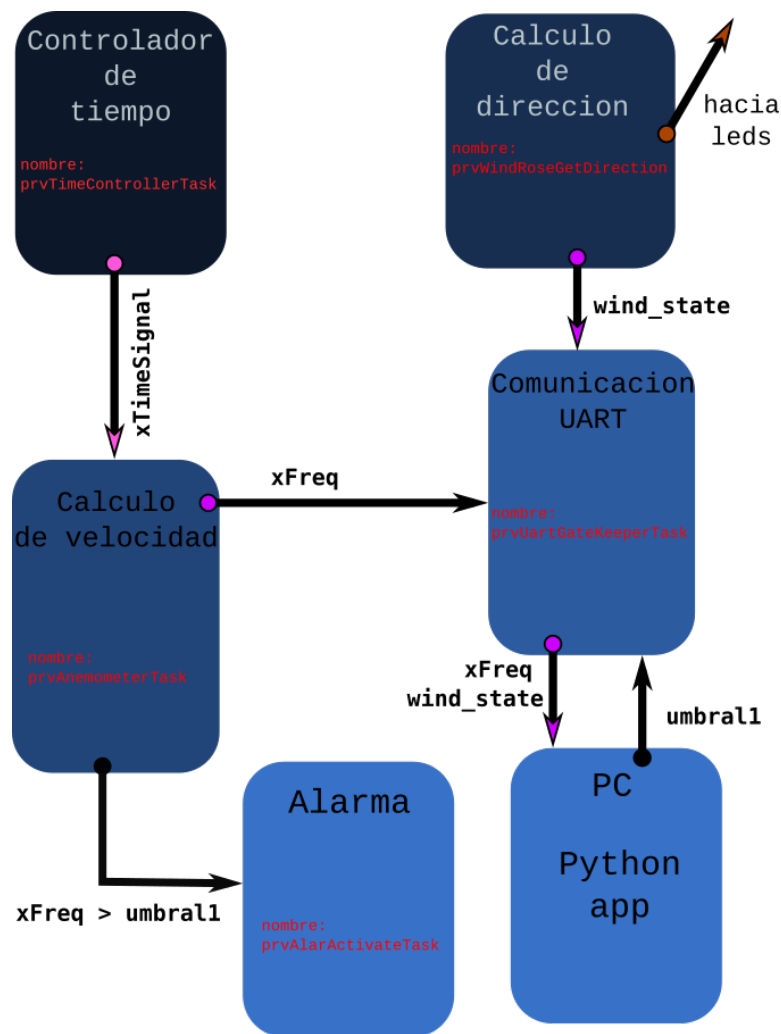 Controlador
de
tiempo
nombre:
prvTimeControllerTask
Calculo
de
direccion
nombre:
prvWindRoseGetDirection
hacia
leds
xTimeSignal
wind_state
Comunicacion
UART
nombre:
prvUartGateKeeperTask
xFreq
Calculo
de velocidad
nombre:
prvAnemometerTask
xFreq
wind_state
umbral1
xFreq > umbral1
Alarma
nombre:
prvAlarActivateTask
PC
Python
app